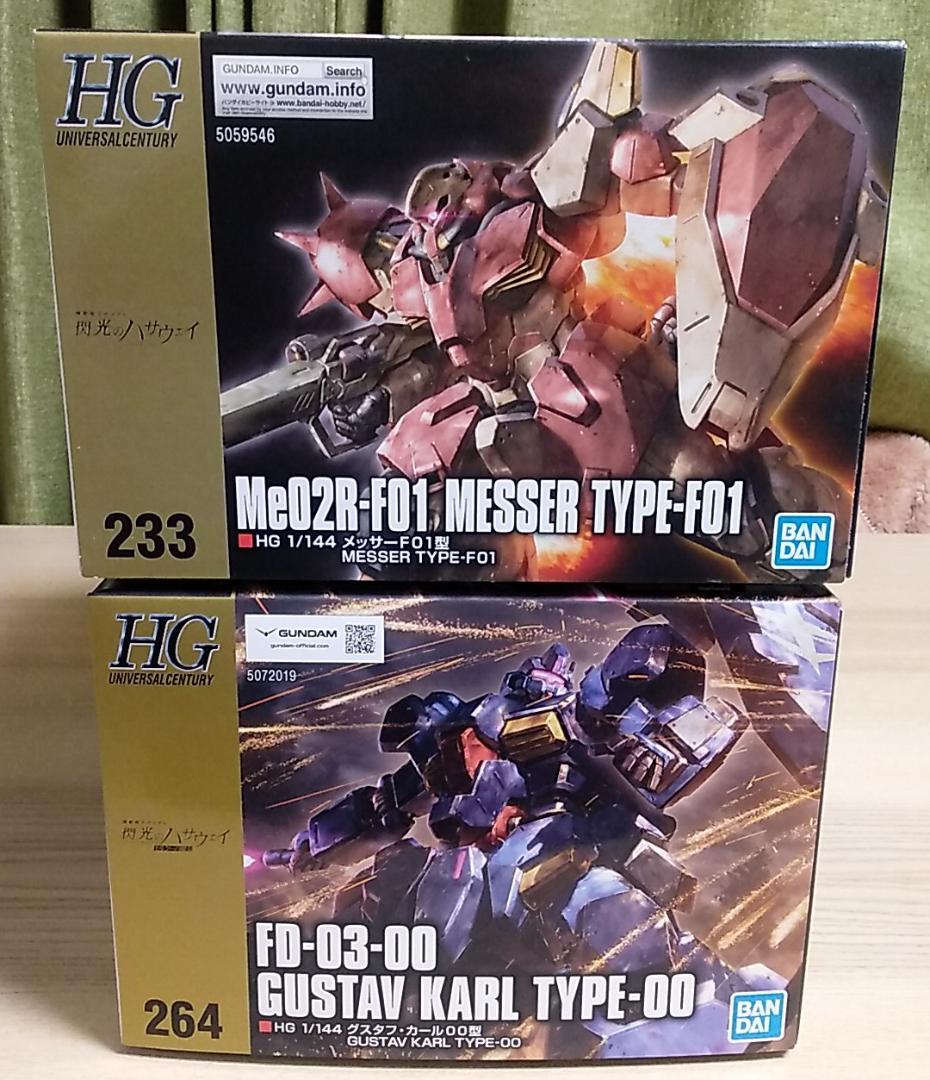 HG
UNIVERSALCENTURY
GUNDAM.INFO Search
www.gundam.info
www.bandai-hobby.net/
5059546
閃光のハサウェイ
233
Me02R-F01 MESSER TYPE-F01
HG 1/144 メッサーF01型
MESSER TYPE-F01
BAN
DAI
HG
UNIVERSALCENTURY
GUNDAM
gundam-official.com
5072019
閃光のハサウェイ
264
FD-03-00
GUSTAV KARL TYPE-00
HG 1/144 グスタフ・カール00型
GUSTAV KARL TYPE-00
BAN
DAI